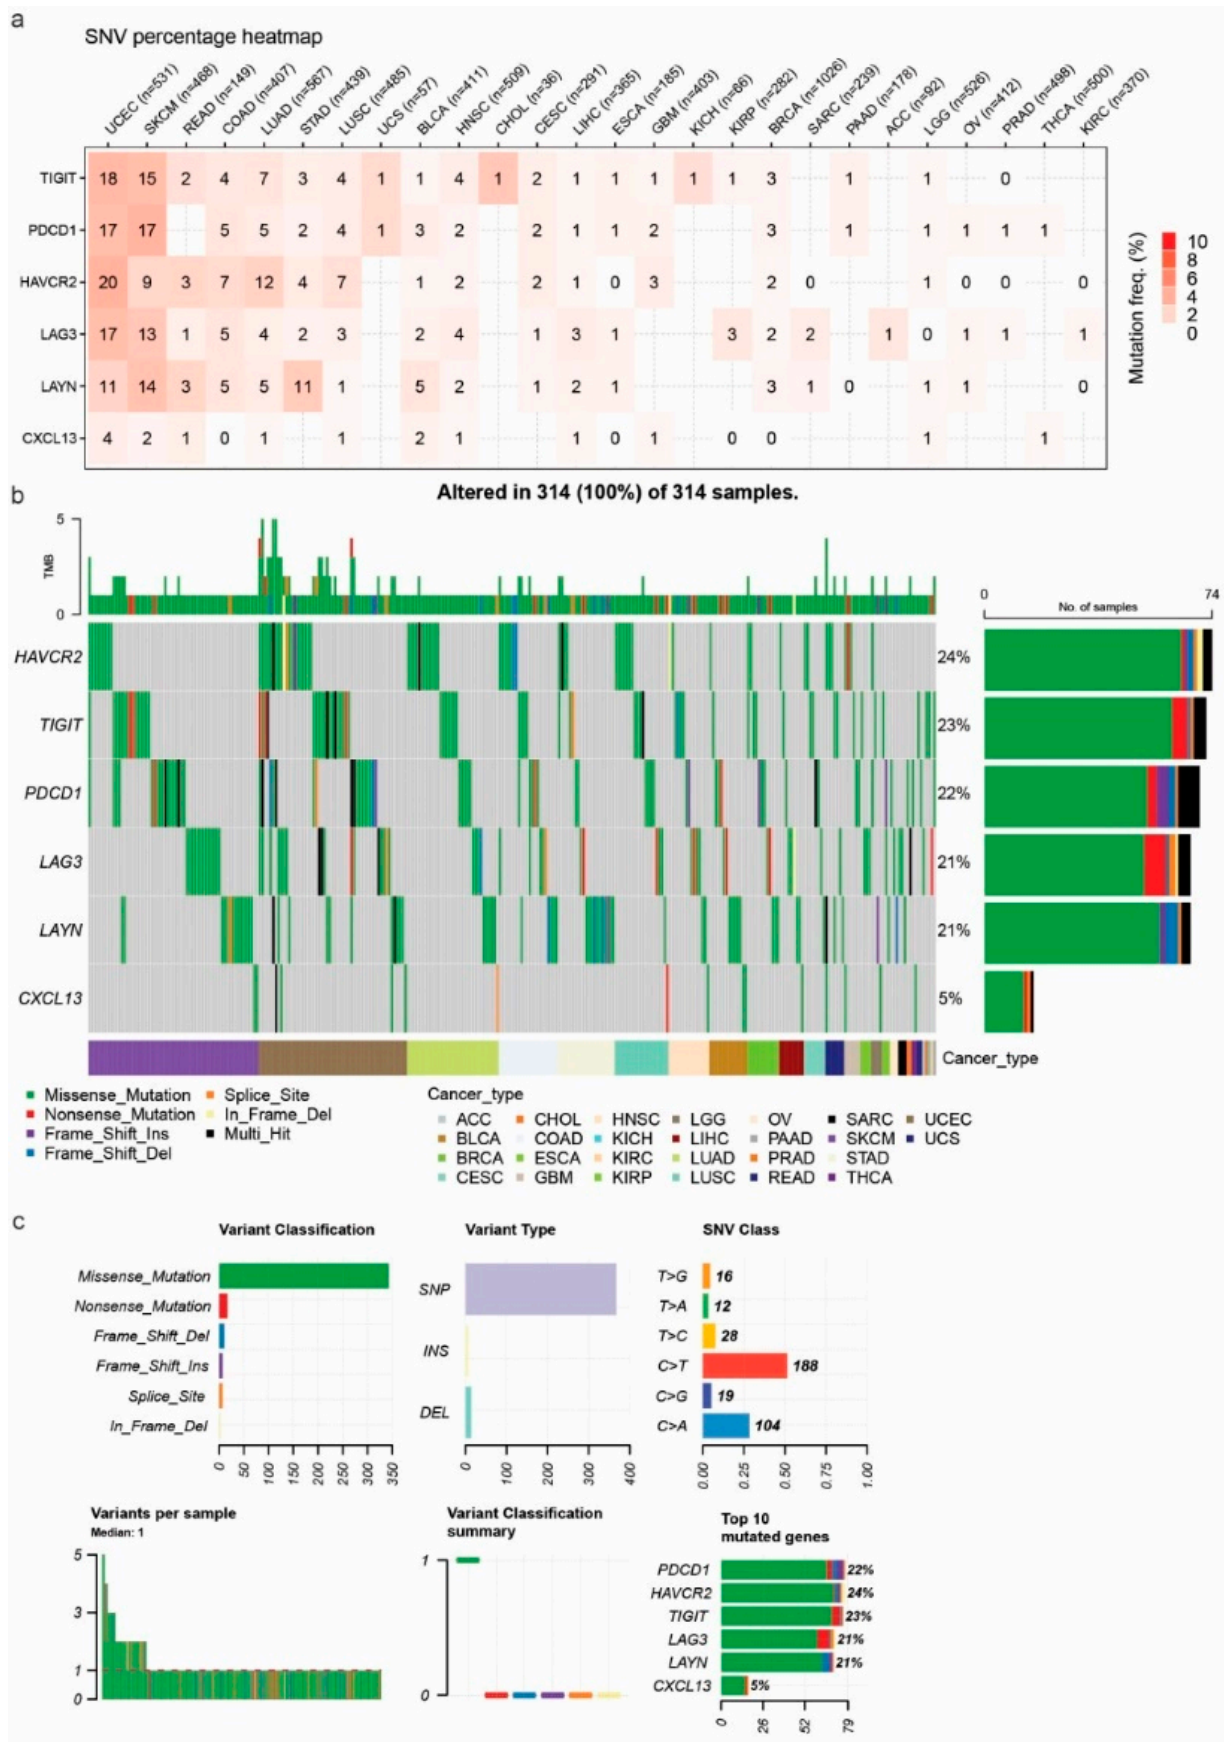 a
SNV percentage heatmap
UCEC (n=531) SKCM (n=468) READ (n=149) COAD (n=407) LUAD (n=567) STAD (n=439) LUSC (n=485) UCS (n=57) BLCA (n=411) HNSC (n=509) CHOL (n=36) CESC (n=291) LIHC (n=365) ESCA (n=185) GBM (n=403) KICH (n=66) KIRP (n=282) BRCA (n=1026) SARC (n=239) PAAD (n=178) ACC (n=92) LGG (n=526) OV (n=412) PRAD (n=498) THCA (n=500) KIRC (n=370)
TIGIT 18 15 2 4 7 3 4 1 1 4 1 2 1 1 1 1 1 3 1 1 0
PDCD1 17 17 5 5 2 4 1 3 2 2 1 1 2 3 1 1 1 1 1
HAVCR2 20 9 3 7 12 4 7 1 2 2 1 0 3 2 0 1 0 0 0
LAG3 17 13 1 5 4 2 3 2 4 1 3 1 3 2 2 1 0 1 1 1
LAYN 11 14 3 5 5 11 1 5 2 1 2 1 3 1 0 1 1 0
CXCL13 4 2 1 0 1 1 2 1 1 0 1 0 0 1 1
Mutation freq. (%)
10
8
6
4
2
0
b
Altered in 314 (100%) of 314 samples.
TMB
5
0
0 74
No. of samples
HAVCR2 24%
TIGIT 23%
PDCD1 22%
LAG3 21%
LAYN 21%
CXCL13 5%
Cancer_type
Missense_Mutation Splice_Site
Nonsense_Mutation In_Frame_Del
Frame_Shift_Ins Multi_Hit
Frame_Shift_Del
Cancer_type
ACC CHOL HNSC LGG OV SARC UCEC
BLCA COAD KICH LIHC PAAD SKCM UCS
BRCA ESCA KIRC LUAD PRAD STAD
CESC GBM KIRP LUSC READ THCA
c
Variant Classification
Missense_Mutation
Nonsense_Mutation
Frame_Shift_Del
Frame_Shift_Ins
Splice_Site
In_Frame_Del
0 50 100 150 200 250 300 350
Variant Type
SNP
INS
DEL
0 100 200 300 400
SNV Class
T>G 16
T>A 12
T>C 28
C>T 188
C>G 19
C>A 104
0.00 0.25 0.50 0.75 1.00
Variants per sample
Median: 1
5
3
1
0
Variant Classification
summary
1
0
Top 10
mutated genes
PDCD1 22%
HAVCR2 24%
TIGIT 23%
LAG3 21%
LAYN 21%
CXCL13 5%
0 26 52 79